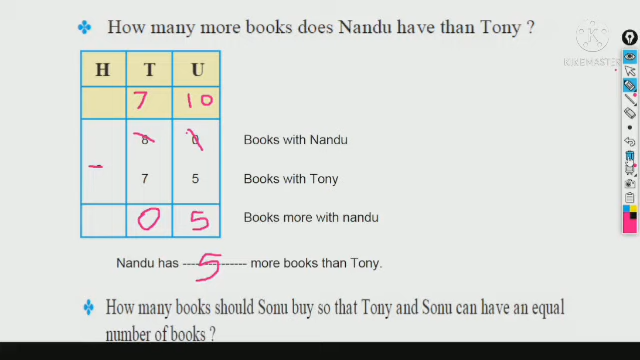 How many more books does Nandu have than Tony ?
KINEMASTER
H T U
7 10
8 0 Books with Nandu
- 7 5 Books with Tony
0 5 Books more with nandu
Nandu has ----5------ more books than Tony.
How many books should Sonu buy so that Tony and Sonu can have an equal
number of books ?